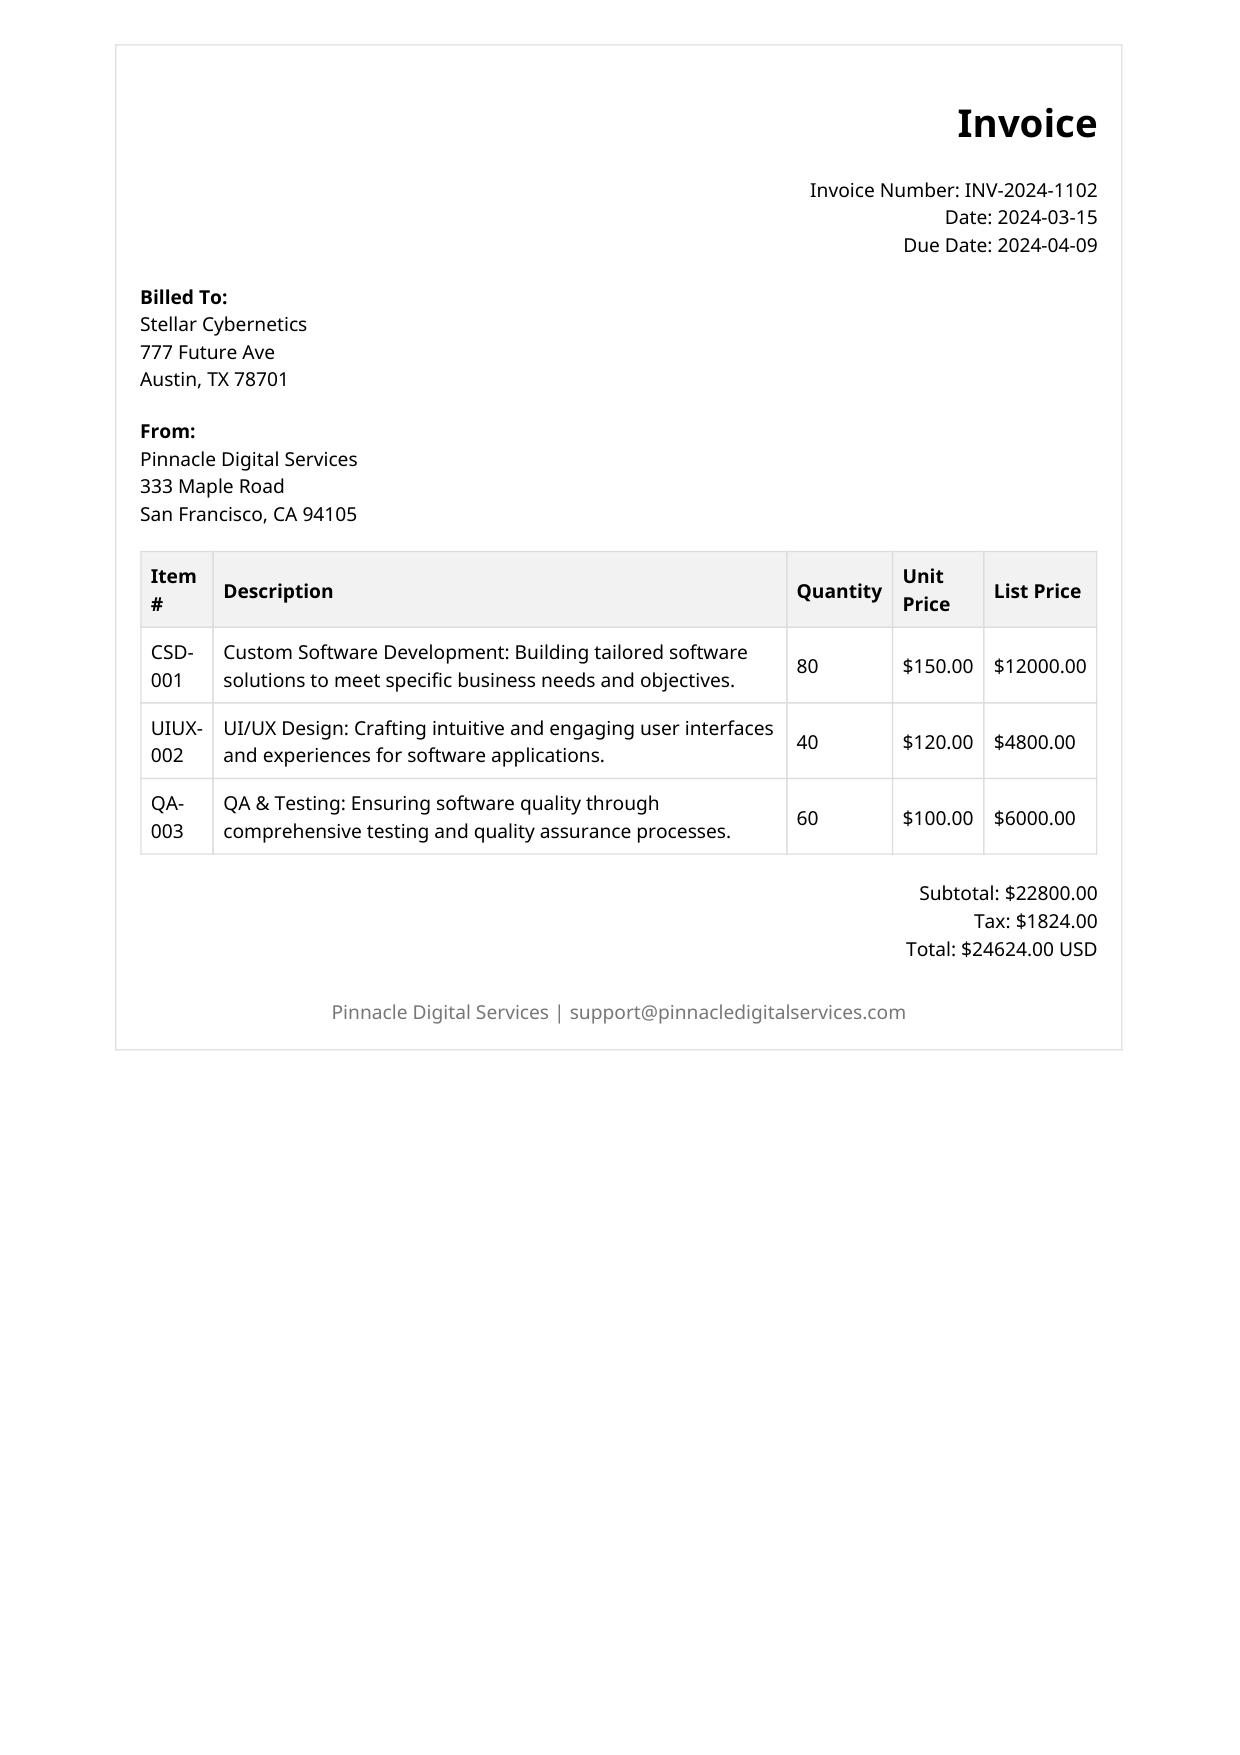 Invoice
Invoice Number: INV-2024-1102
Date: 2024-03-15
Due Date: 2024-04-09
Billed To:
Stellar Cybernetics
777 Future Ave
Austin, TX 78701
From:
Pinnacle Digital Services
333 Maple Road
San Francisco, CA 94105
Item # Description Quantity Unit Price List Price
CSD-001 Custom Software Development: Building tailored software solutions to meet specific business needs and objectives. 80 $150.00 $12000.00
UIUX-002 UI/UX Design: Crafting intuitive and engaging user interfaces and experiences for software applications. 40 $120.00 $4800.00
QA-003 QA & Testing: Ensuring software quality through comprehensive testing and quality assurance processes. 60 $100.00 $6000.00
Subtotal: $22800.00
Tax: $1824.00
Total: $24624.00 USD
Pinnacle Digital Services | support@pinnacledigitalservices.com